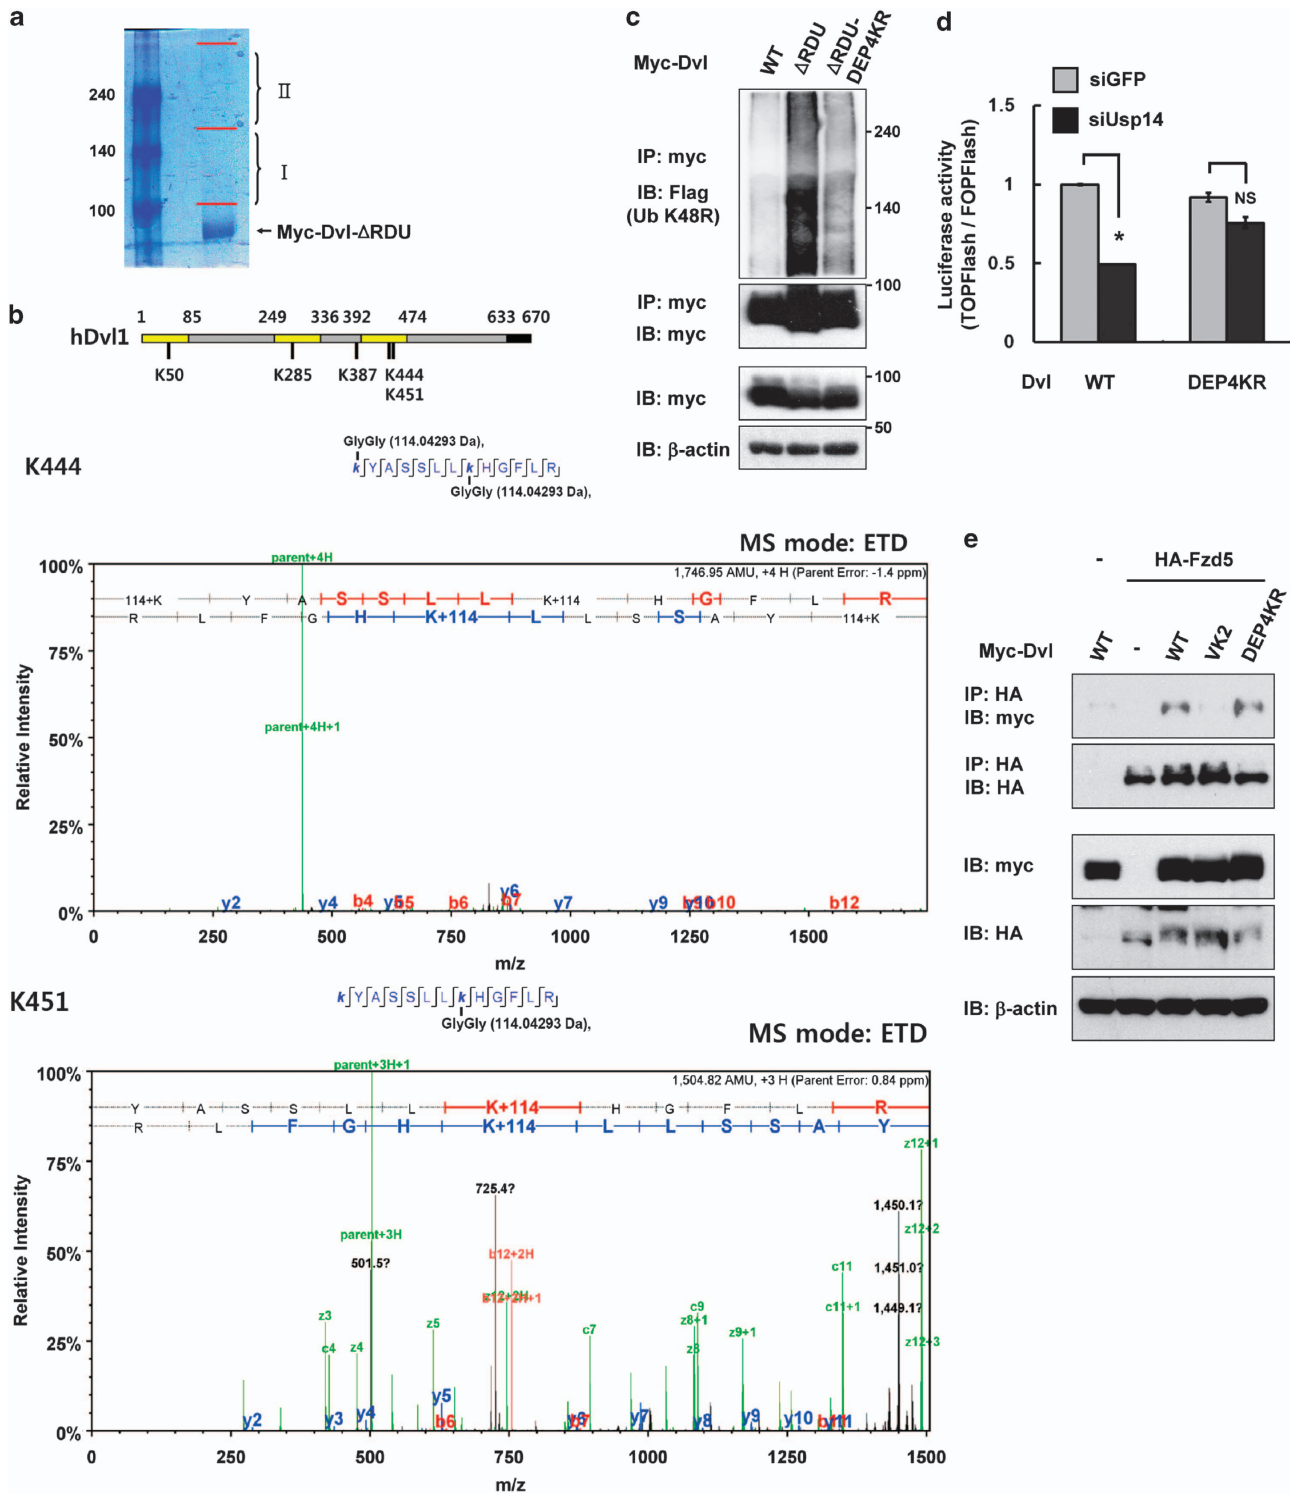 a
240
140
100
II
I
Myc-Dvl-ΔRDU
b
1 85 249 336 392 474 633 670
hDvl1
K50 K285 K387 K444
K451
K444
GlyGly (114.04293 Da),
kYASSLLkHGFLR
GlyGly (114.04293 Da),
MS mode: ETD
1,746.95 AMU, +4 H (Parent Error: -1.4 ppm)
parent+4H
114+K Y A S S L L K+114 H G F L R
R L F G H K+114 L L S S A Y 114+K
parent+4H+1
Relative Intensity
100%
75%
50%
25%
0%
y2 y4 b4 b5 b6 y6 b7 y7 y9 y10 b10 b12
0 250 500 750 1000 1250 1500
m/z
K451
kYASSLLkHGFLR
GlyGly (114.04293 Da),
MS mode: ETD
parent+3H+1
1,504.82 AMU, +3 H (Parent Error: 0.84 ppm)
Y A S S L L K+114 H G F L R
R L F G H K+114 L L S S A Y
Relative Intensity
100%
75%
50%
25%
0%
z12+1
725.4?
1,450.1?
parent+3H
z12+2
501.5?
b12+2H
1,451.0?
c11
z3
c9
1,449.1?
c11+1
z5
c7
z8+1
c4
z4
z9+1
z8
z12+3
y2 y3 y4 y5 b6 b7 y7 y8 y9 y10 y11
0 250 500 750 1000 1250 1500
m/z
c
Myc-Dvl
WT
ΔRDU
ΔRDU-
DEP4KR
IP: myc
IB: Flag
(Ub K48R)
240
140
100
IP: myc
IB: myc
IB: myc
100
50
IB: β-actin
d
siGFP
siUsp14
Luciferase activity
(TOPFlash / FOPFlash)
1.5
1
0.5
0
*
NS
Dvl WT DEP4KR
e
- HA-Fzd5
Myc-Dvl WT - WT VK2 DEP4KR
IP: HA
IB: myc
IP: HA
IB: HA
IB: myc
IB: HA
IB: β-actin